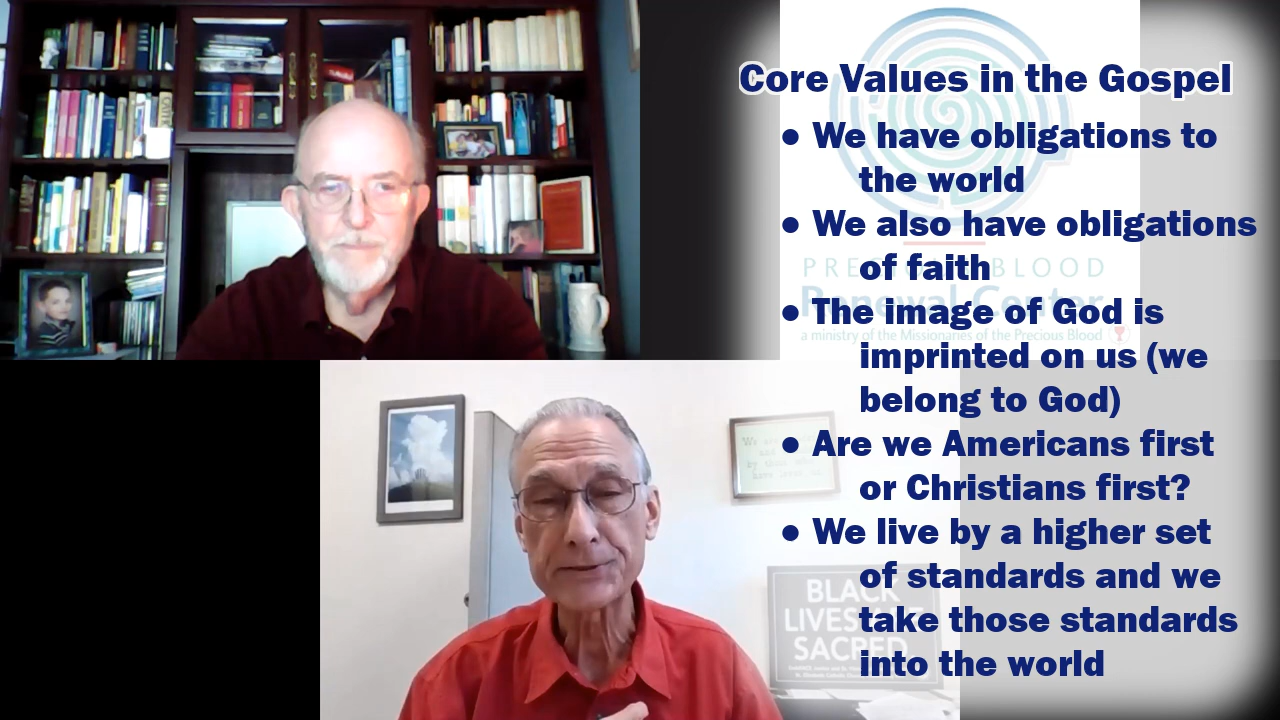 Core Values in the Gospel
● We have obligations to
the world
● We also have obligations
of faith
● The image of God is
imprinted on us (we
belong to God)
● Are we Americans first
or Christians first?
● We live by a higher set
of standards and we
take those standards
into the world
PRECIOUS BLOOD
Renewal Center
a ministry of the Missionaries of the Precious Blood
BLACK
LIVES ARE
SACRED